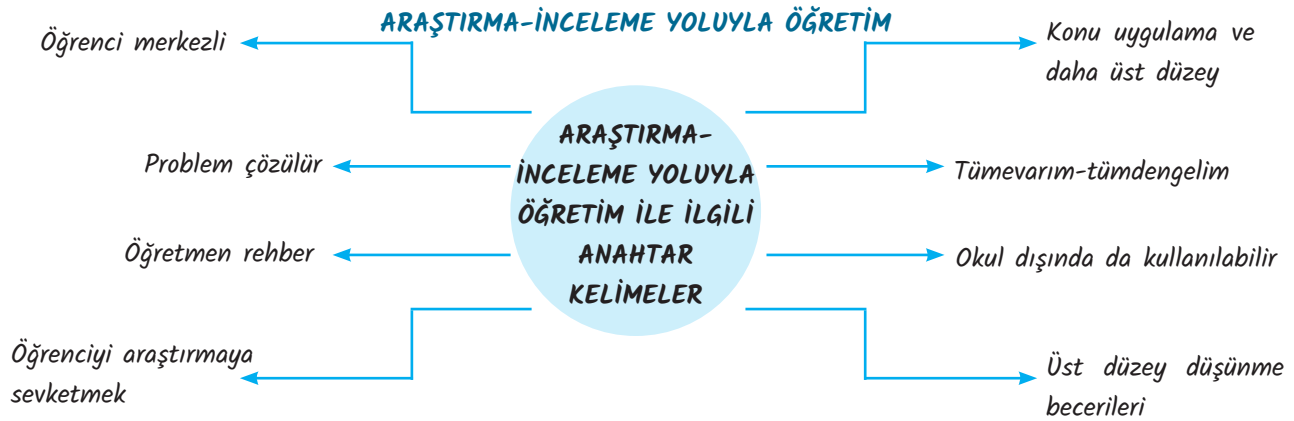 ARAŞTIRMA-İNCELEME YOLUYLA ÖĞRETİM
Öğrenci merkezli
Konu uygulama ve
daha üst düzey
ARAŞTIRMA-
İNCELEME YOLUYLA
ÖĞRETİM İLE İLGİLİ
ANAHTAR
KELİMELER
Problem çözülür
Tümevarım-tümdengelim
Öğretmen rehber
Okul dışında da kullanılabilir
Öğrenciyi araştırmaya
sevketmek
Üst düzey düşünme
becerileri